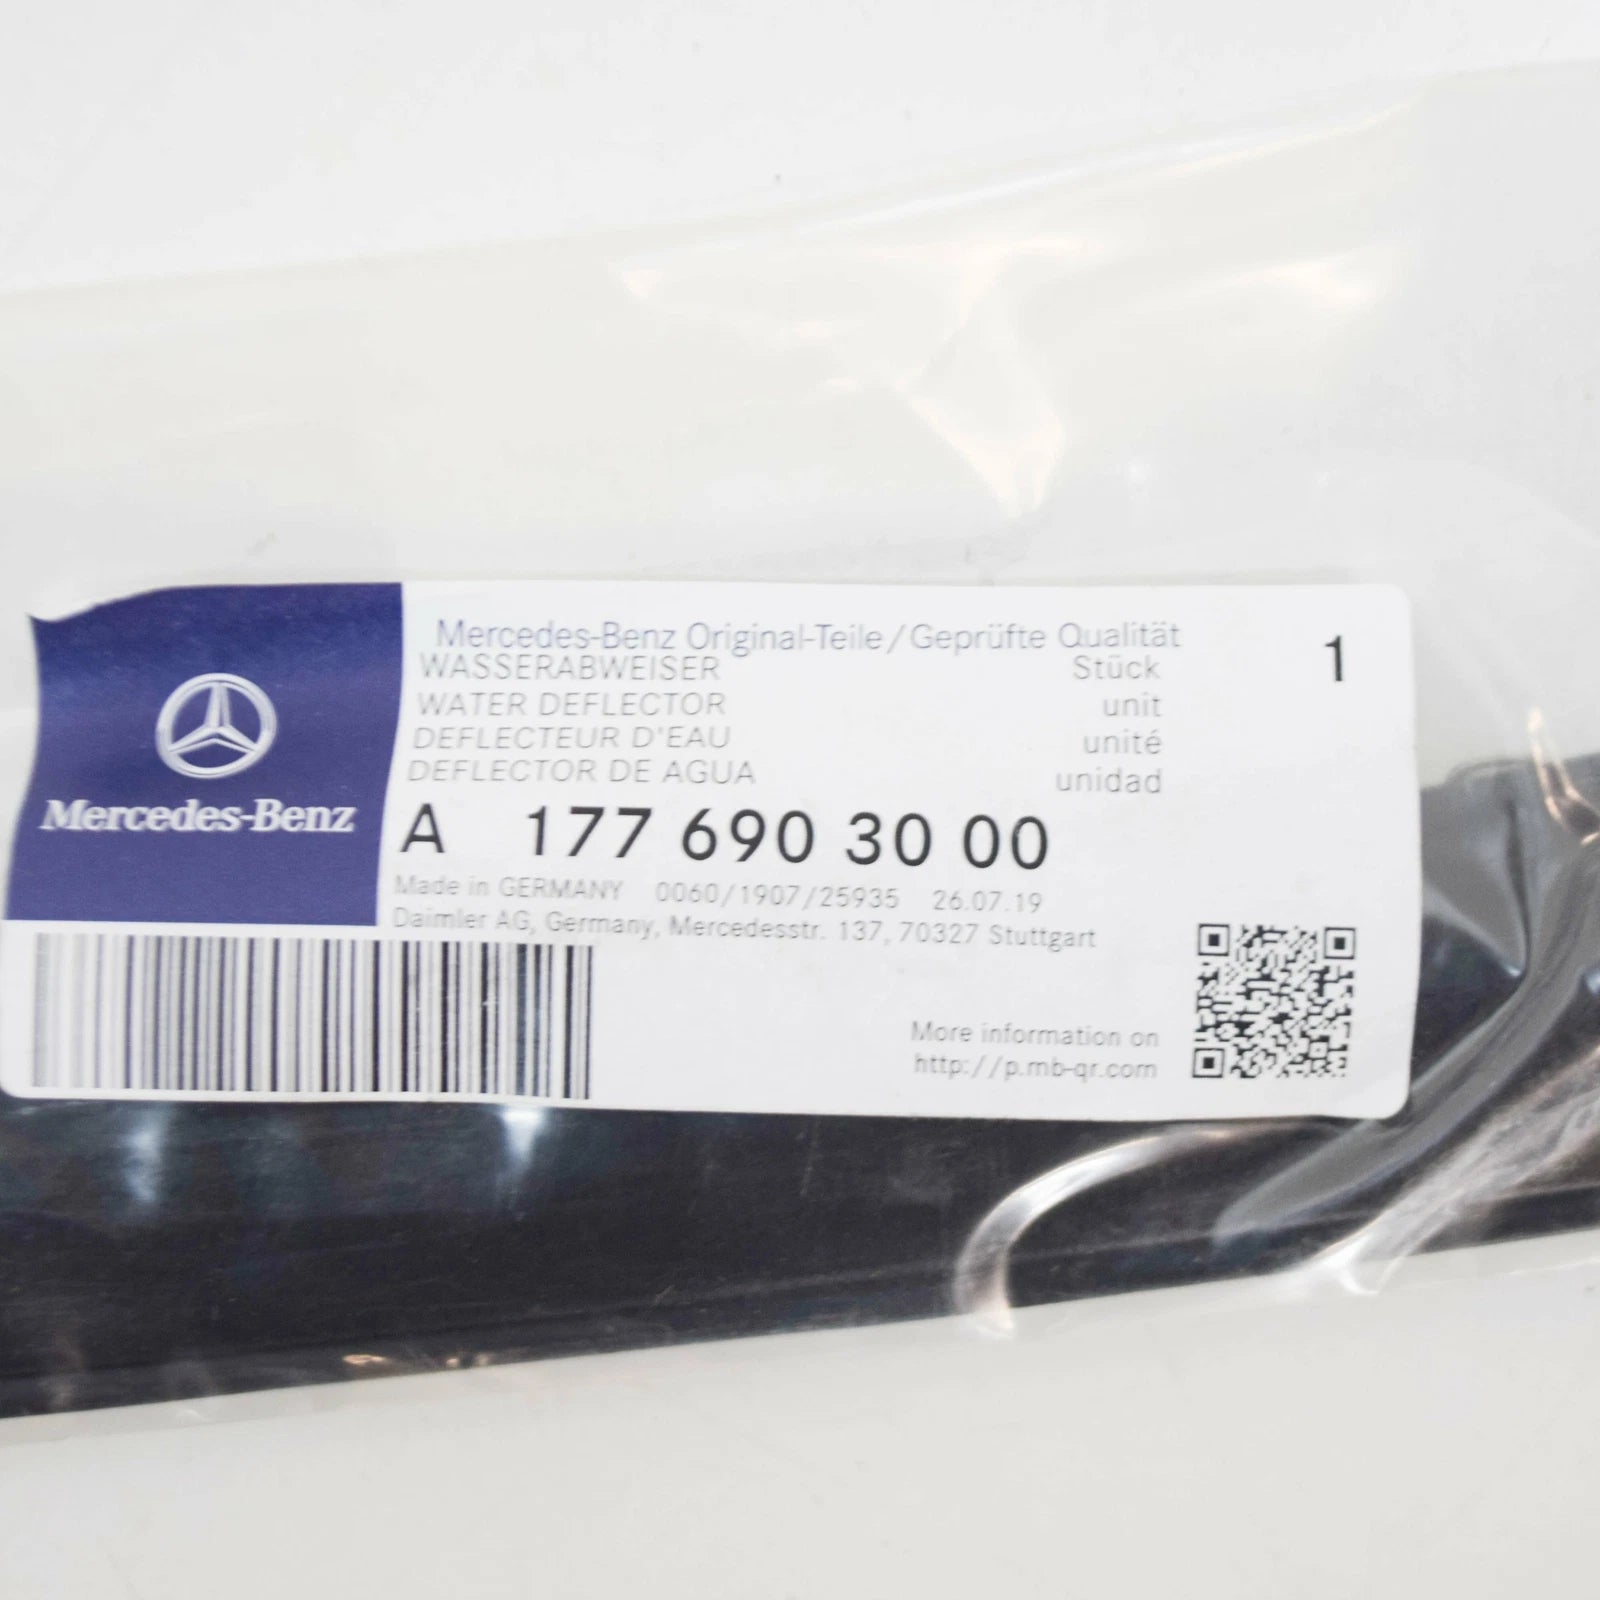 Mercedes-Benz
Mercedes-Benz Original-Teile/Geprüfte Qualität
WASSERABWEISER Stück 1
WATER DEFLECTOR unit
DEFLECTEUR D'EAU unité
DEFLECTOR DE AGUA unidad
A 177 690 30 00
Made in GERMANY 0060/1907/25935 26.07.19
Daimler AG, Germany, Mercedesstr. 137, 70327 Stuttgart
More information on
http://p.mb-qr.com